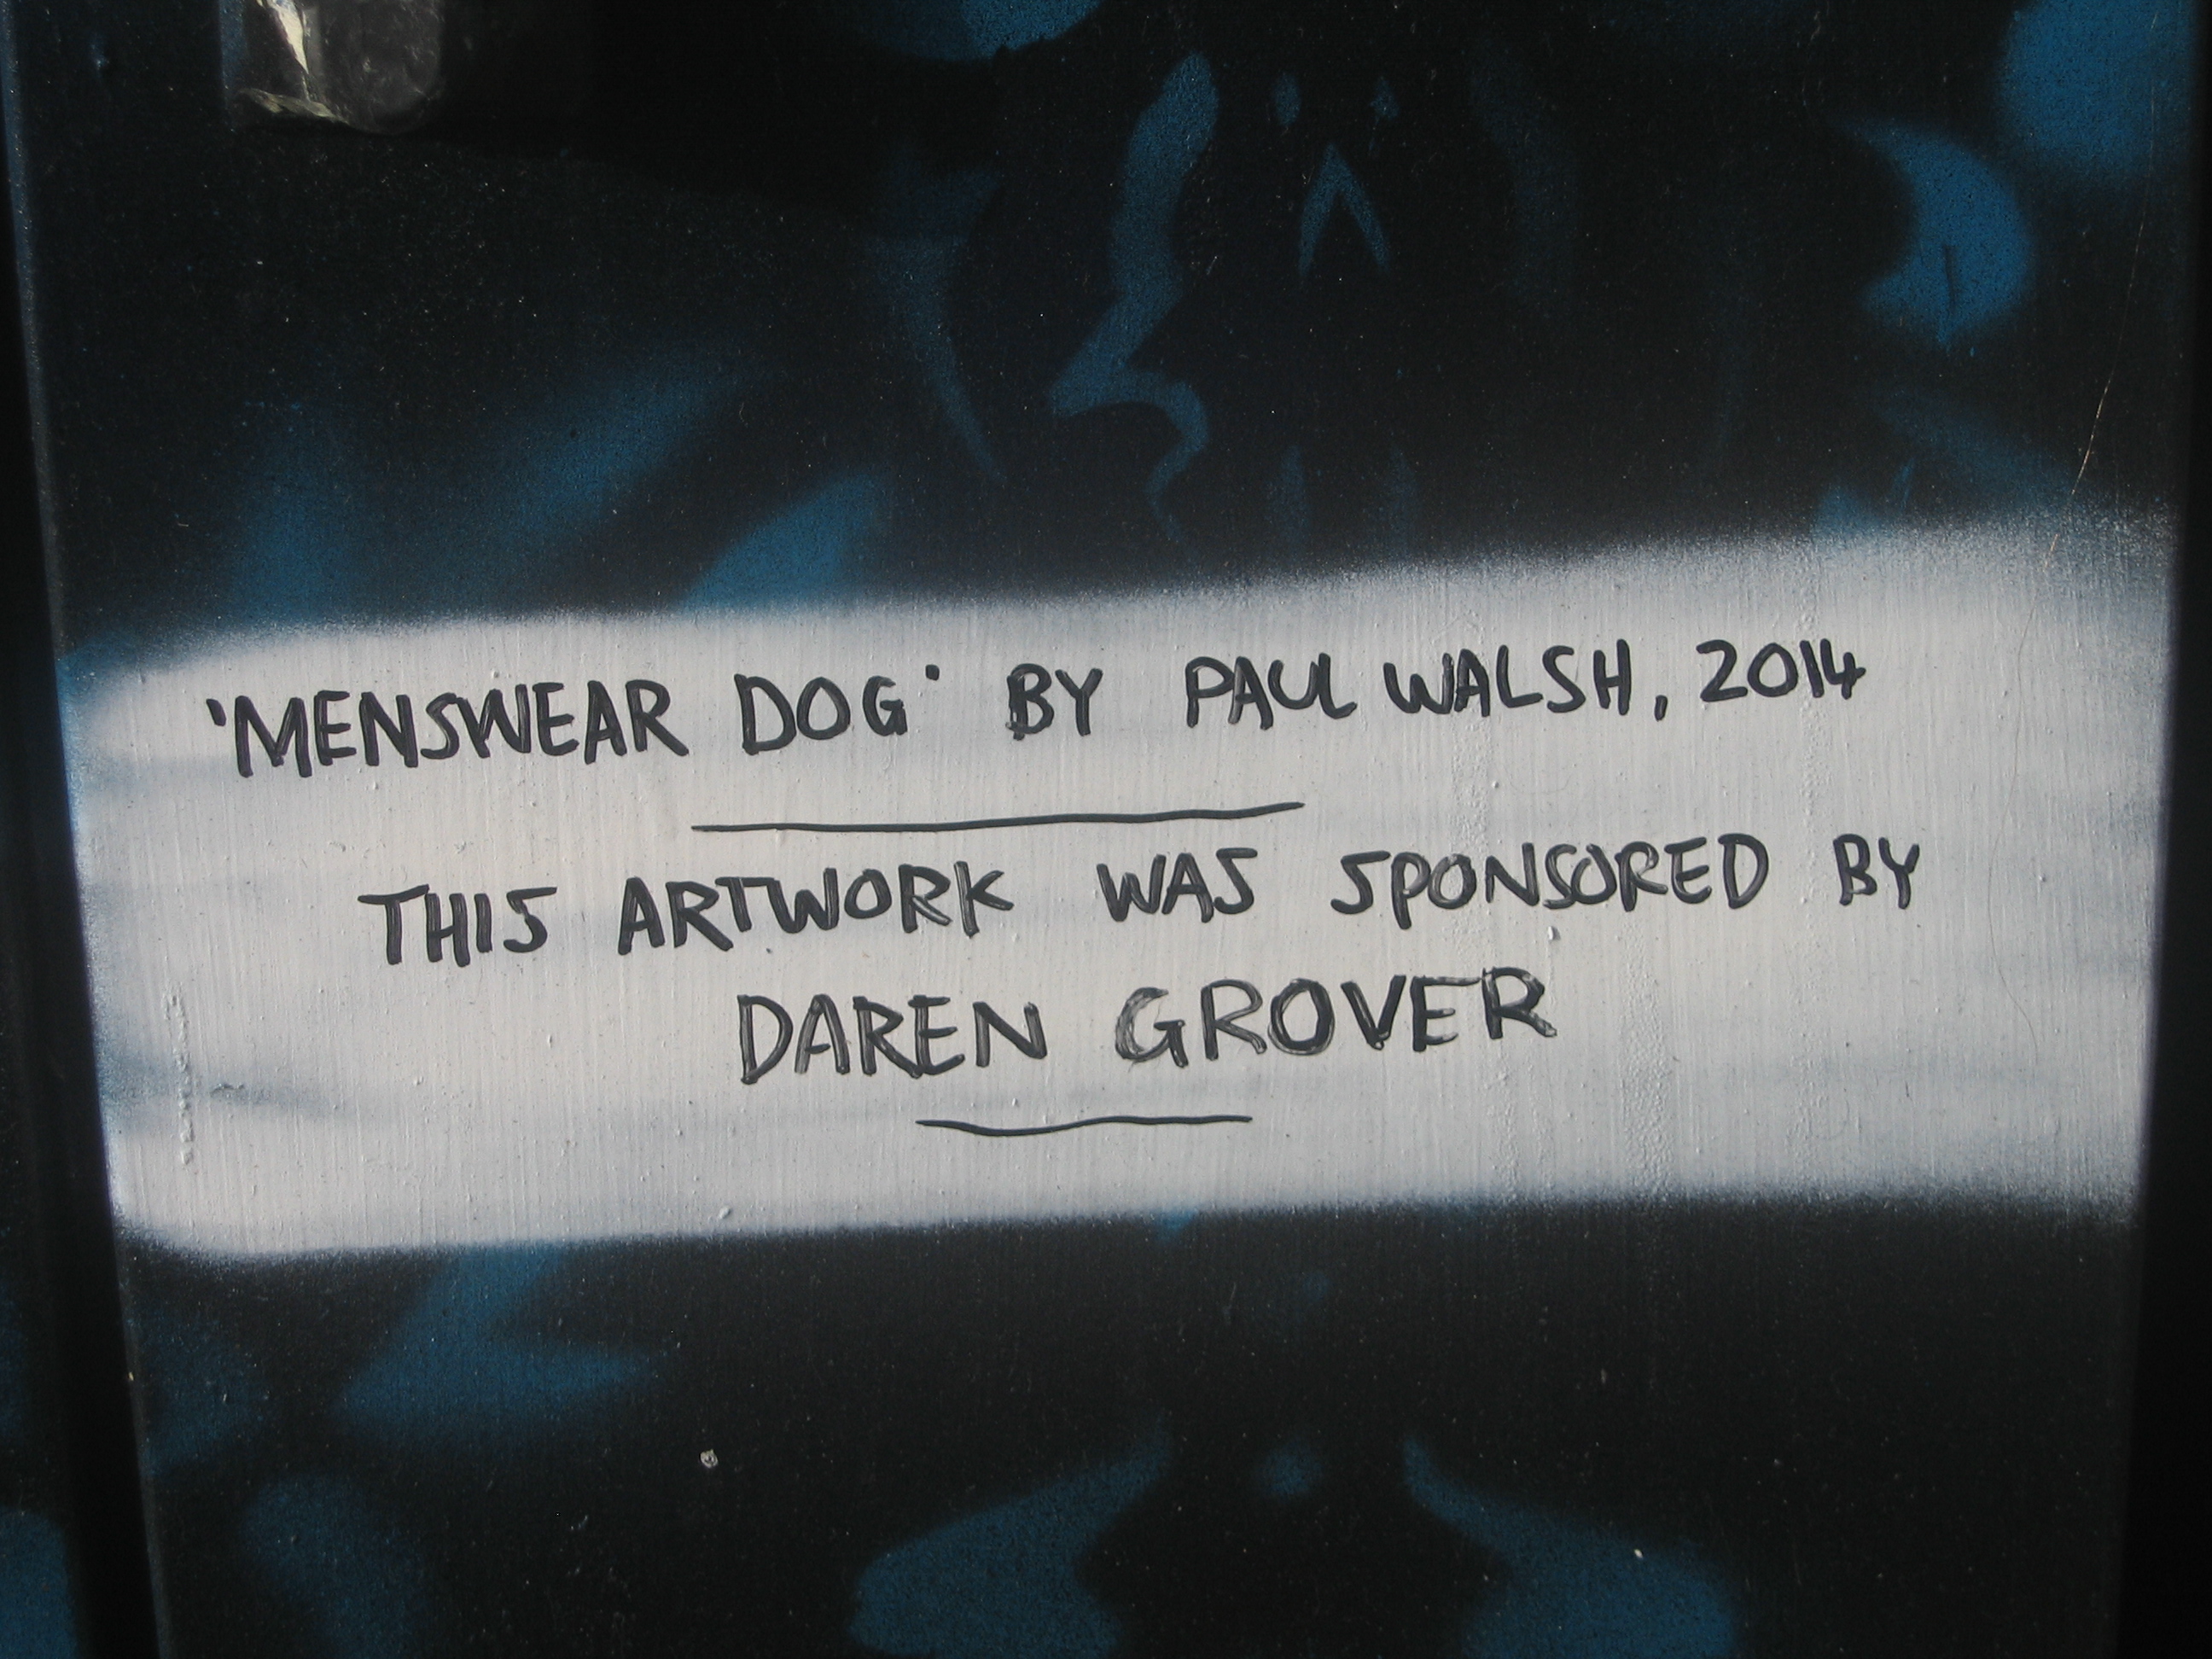 'MENSWEAR DOG' BY PAUL WALSH, 2014
THIS ARTWORK WAS SPONSORED BY
DAREN GROVER